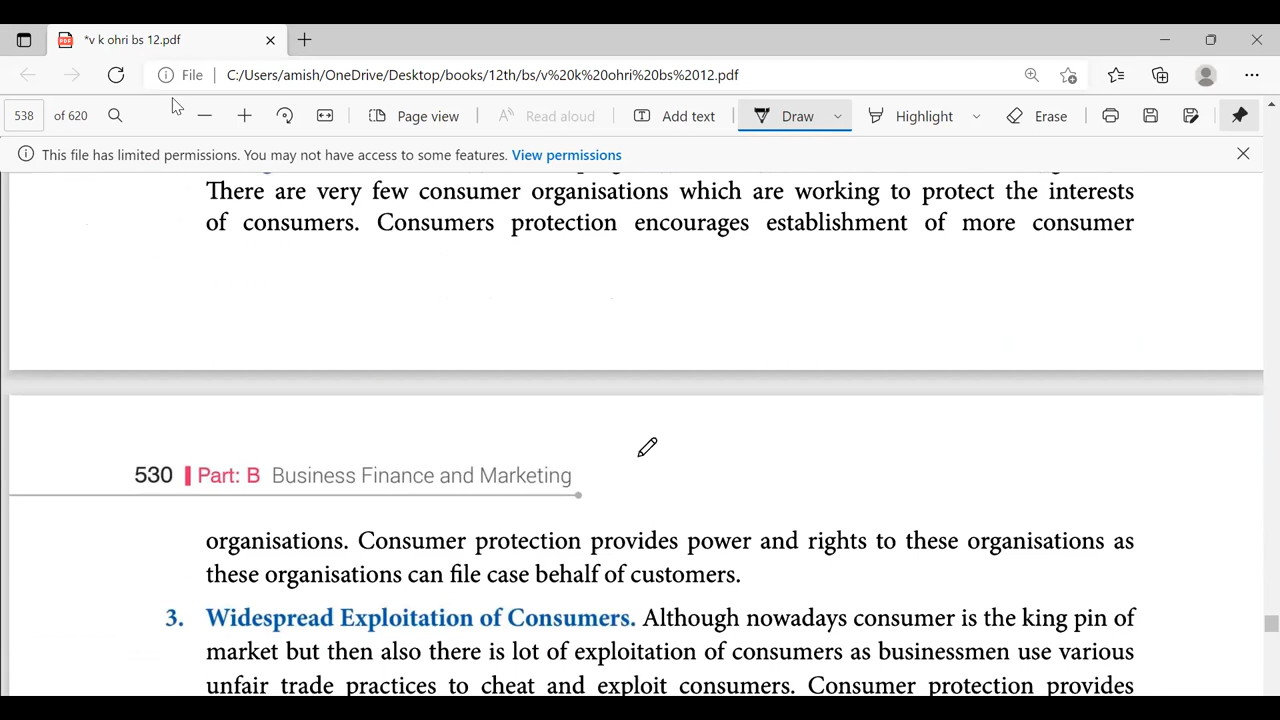 *v k ohri bs 12.pdf
File C:/Users/amish/OneDrive/Desktop/books/12th/bs/v%20k%20ohri%20bs%2012.pdf
538 of 620 Page view Read aloud Add text Draw Highlight Erase
This file has limited permissions. You may not have access to some features. View permissions
There are very few consumer organisations which are working to protect the interests
of consumers. Consumers protection encourages establishment of more consumer
530 Part: B Business Finance and Marketing
organisations. Consumer protection provides power and rights to these organisations as
these organisations can file case behalf of customers.
3. Widespread Exploitation of Consumers. Although nowadays consumer is the king pin of
market but then also there is lot of exploitation of consumers as businessmen use various
unfair trade practices to cheat and exploit consumers. Consumer protection provides